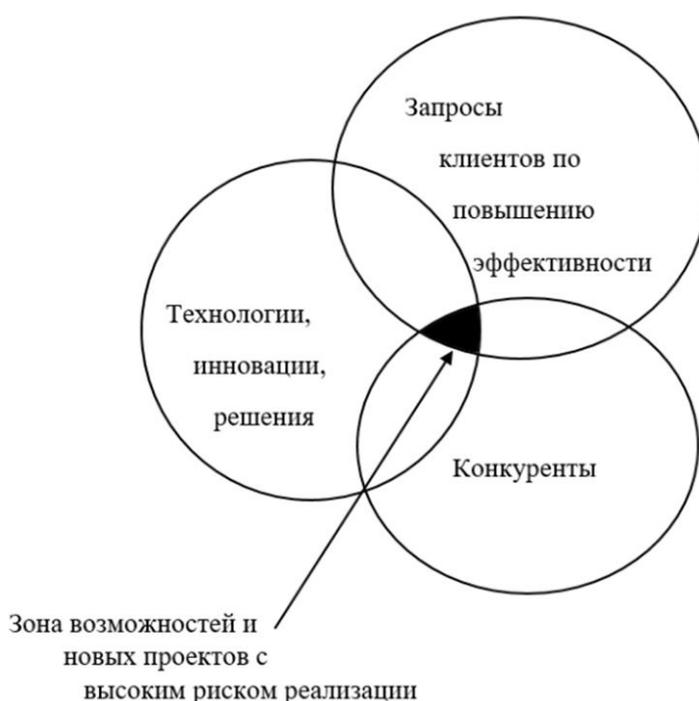 Запросы
клиентов по
повышению
эффективности
Технологии,
инновации,
решения
Конкуренты
Зона возможностей и
новых проектов с
высоким риском реализации